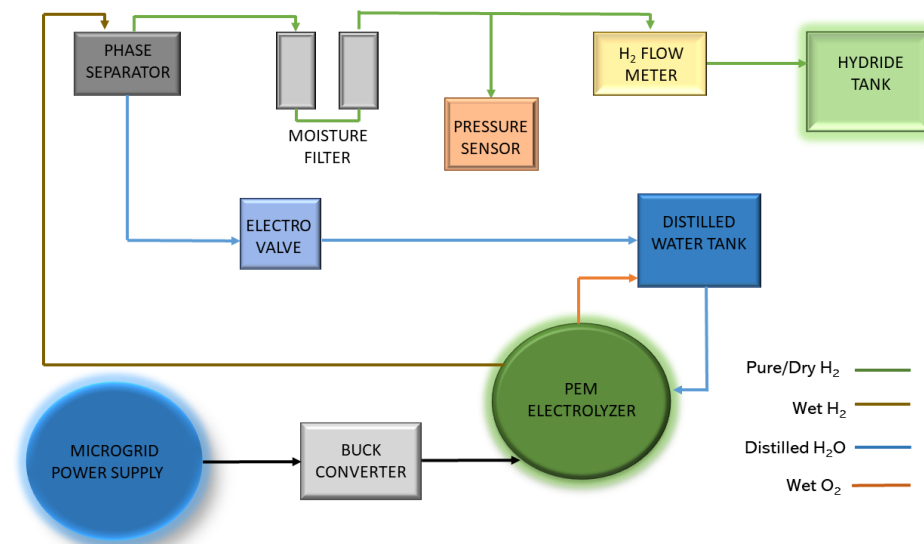 PHASE
SEPARATOR
MOISTURE
FILTER
PRESSURE
SENSOR
H₂ FLOW
METER
HYDRIDE
TANK
ELECTRO
VALVE
DISTILLED
WATER TANK
PEM
ELECTROLYZER
MICROGRID
POWER SUPPLY
BUCK
CONVERTER
Pure/Dry H₂
Wet H₂
Distilled H₂O
Wet O₂